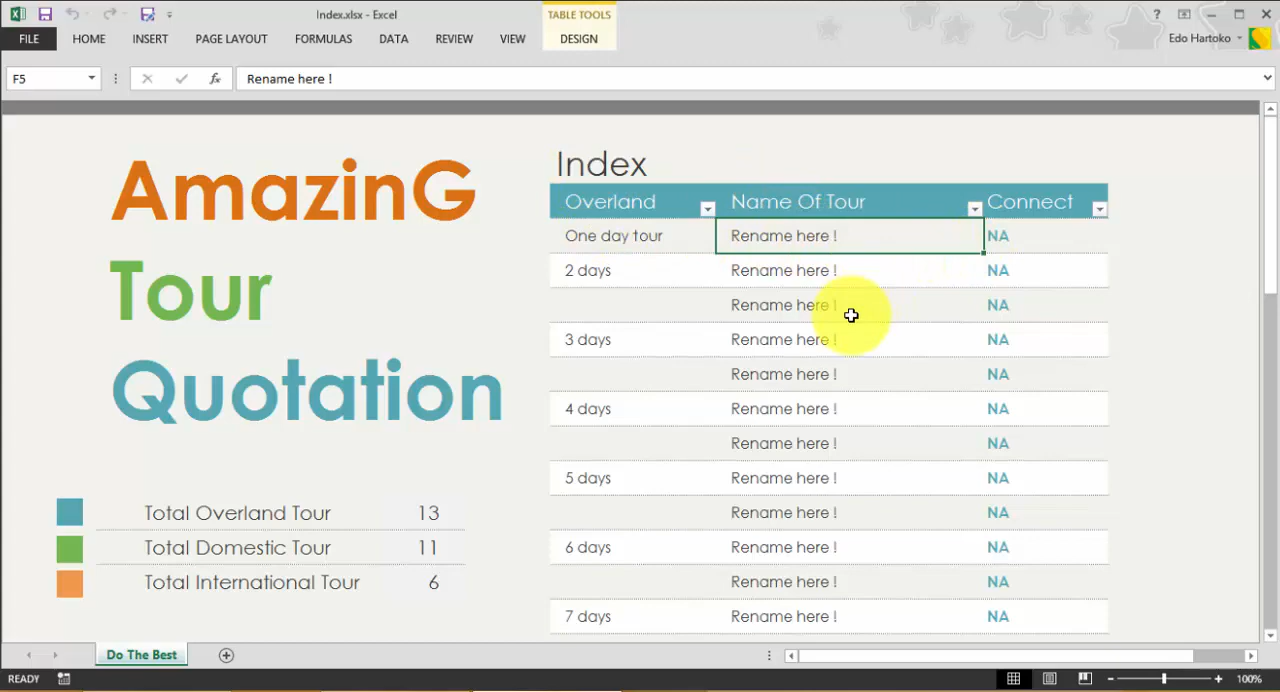 Index.xlsx - Excel
TABLE TOOLS
FILE HOME INSERT PAGE LAYOUT FORMULAS DATA REVIEW VIEW DESIGN
Edo Hartoko
F5 fx Rename here !
AmazinG
Tour
Quotation
Total Overland Tour 13
Total Domestic Tour 11
Total International Tour 6
Index
Overland Name Of Tour Connect
One day tour Rename here ! NA
2 days Rename here ! NA
Rename here ! NA
3 days Rename here ! NA
Rename here ! NA
4 days Rename here ! NA
Rename here ! NA
5 days Rename here ! NA
Rename here ! NA
6 days Rename here ! NA
Rename here ! NA
7 days Rename here ! NA
Do The Best
READY 100%